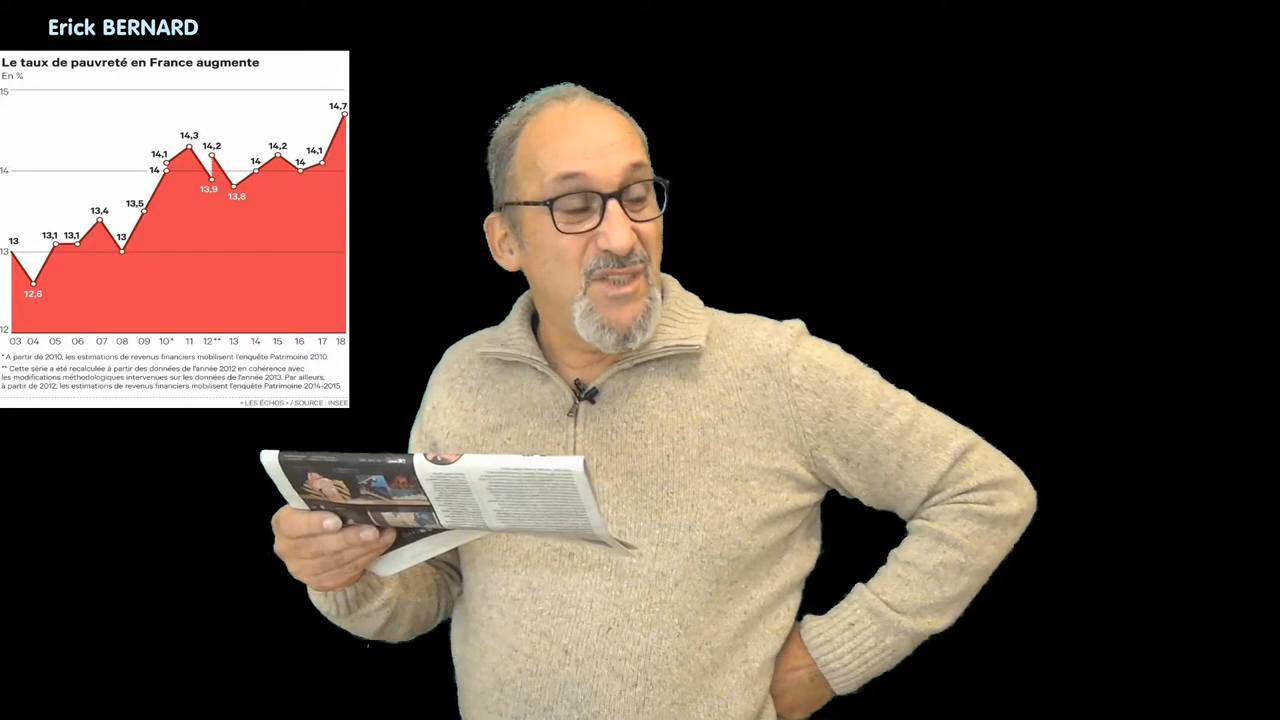 Erick BERNARD
Le taux de pauvreté en France augmente
En %
15
14,7
14,3
14,1
14,2
14,2
14,1
14
14
14
14
13,9
13,8
13,5
13,4
13,1
13,1
13
13
13
12,6
12
03 04 05 06 07 08 09 10* 11 12** 13 14 15 16 17 18
* A partir de 2010, les estimations de revenus financiers mobilisent l'enquête Patrimoine 2010.
** Cette série a été recalculée à partir des données de l'année 2012 en cohérence avec
les modifications méthodologiques intervenues sur les données de l'année 2013. Par ailleurs,
à partir de 2012, les estimations de revenus financiers mobilisent l'enquête Patrimoine 2014-2015.
« LES ÉCHOS » / SOURCE : INSEE